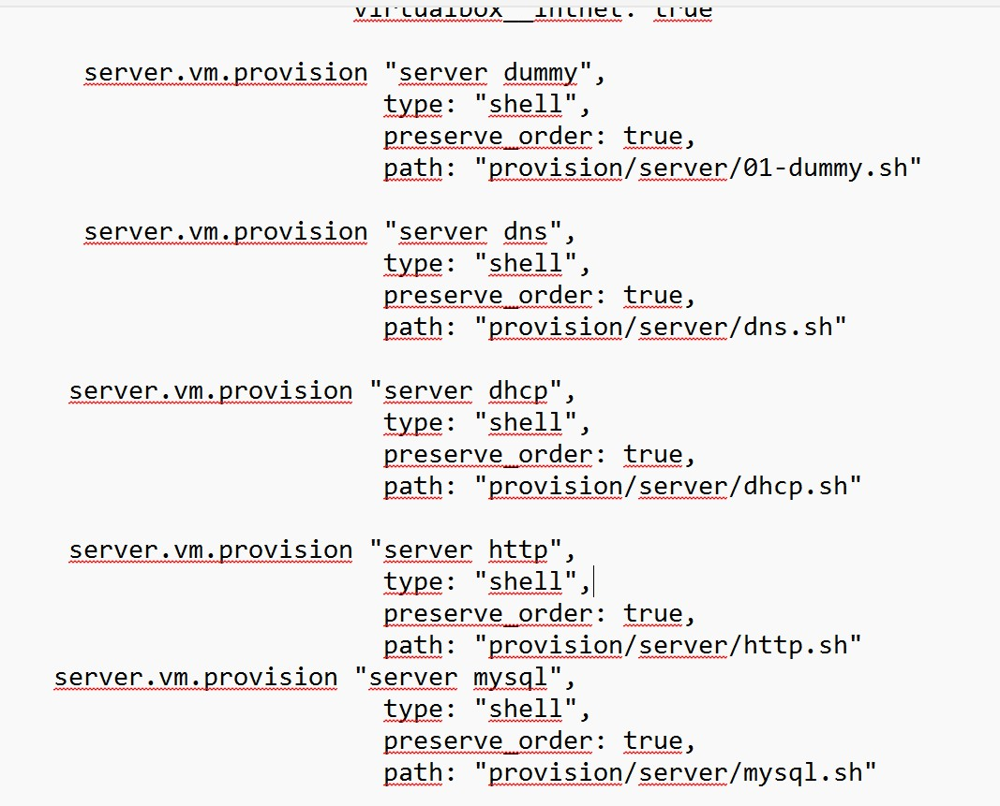 virtualbox__intnet: true
server.vm.provision "server dummy",
type: "shell",
preserve_order: true,
path: "provision/server/01-dummy.sh"
server.vm.provision "server dns",
type: "shell",
preserve_order: true,
path: "provision/server/dns.sh"
server.vm.provision "server dhcp",
type: "shell",
preserve_order: true,
path: "provision/server/dhcp.sh"
server.vm.provision "server http",
type: "shell",
preserve_order: true,
path: "provision/server/http.sh"
server.vm.provision "server mysql",
type: "shell",
preserve_order: true,
path: "provision/server/mysql.sh"